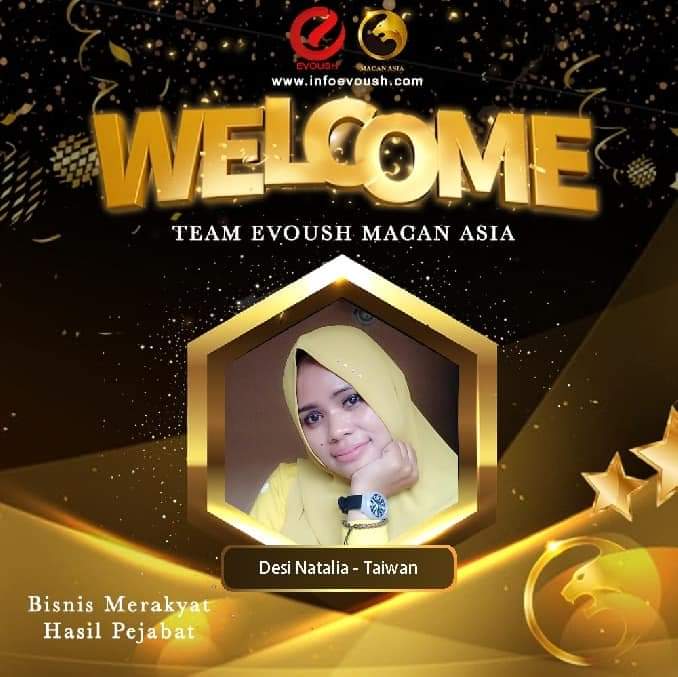 EVOUSH
MACAN ASIA
www.infoevoush.com
WELCOME
TEAM EVOUSH MACAN ASIA
Desi Natalia - Taiwan
Bisnis Merakyat
Hasil Pejabat